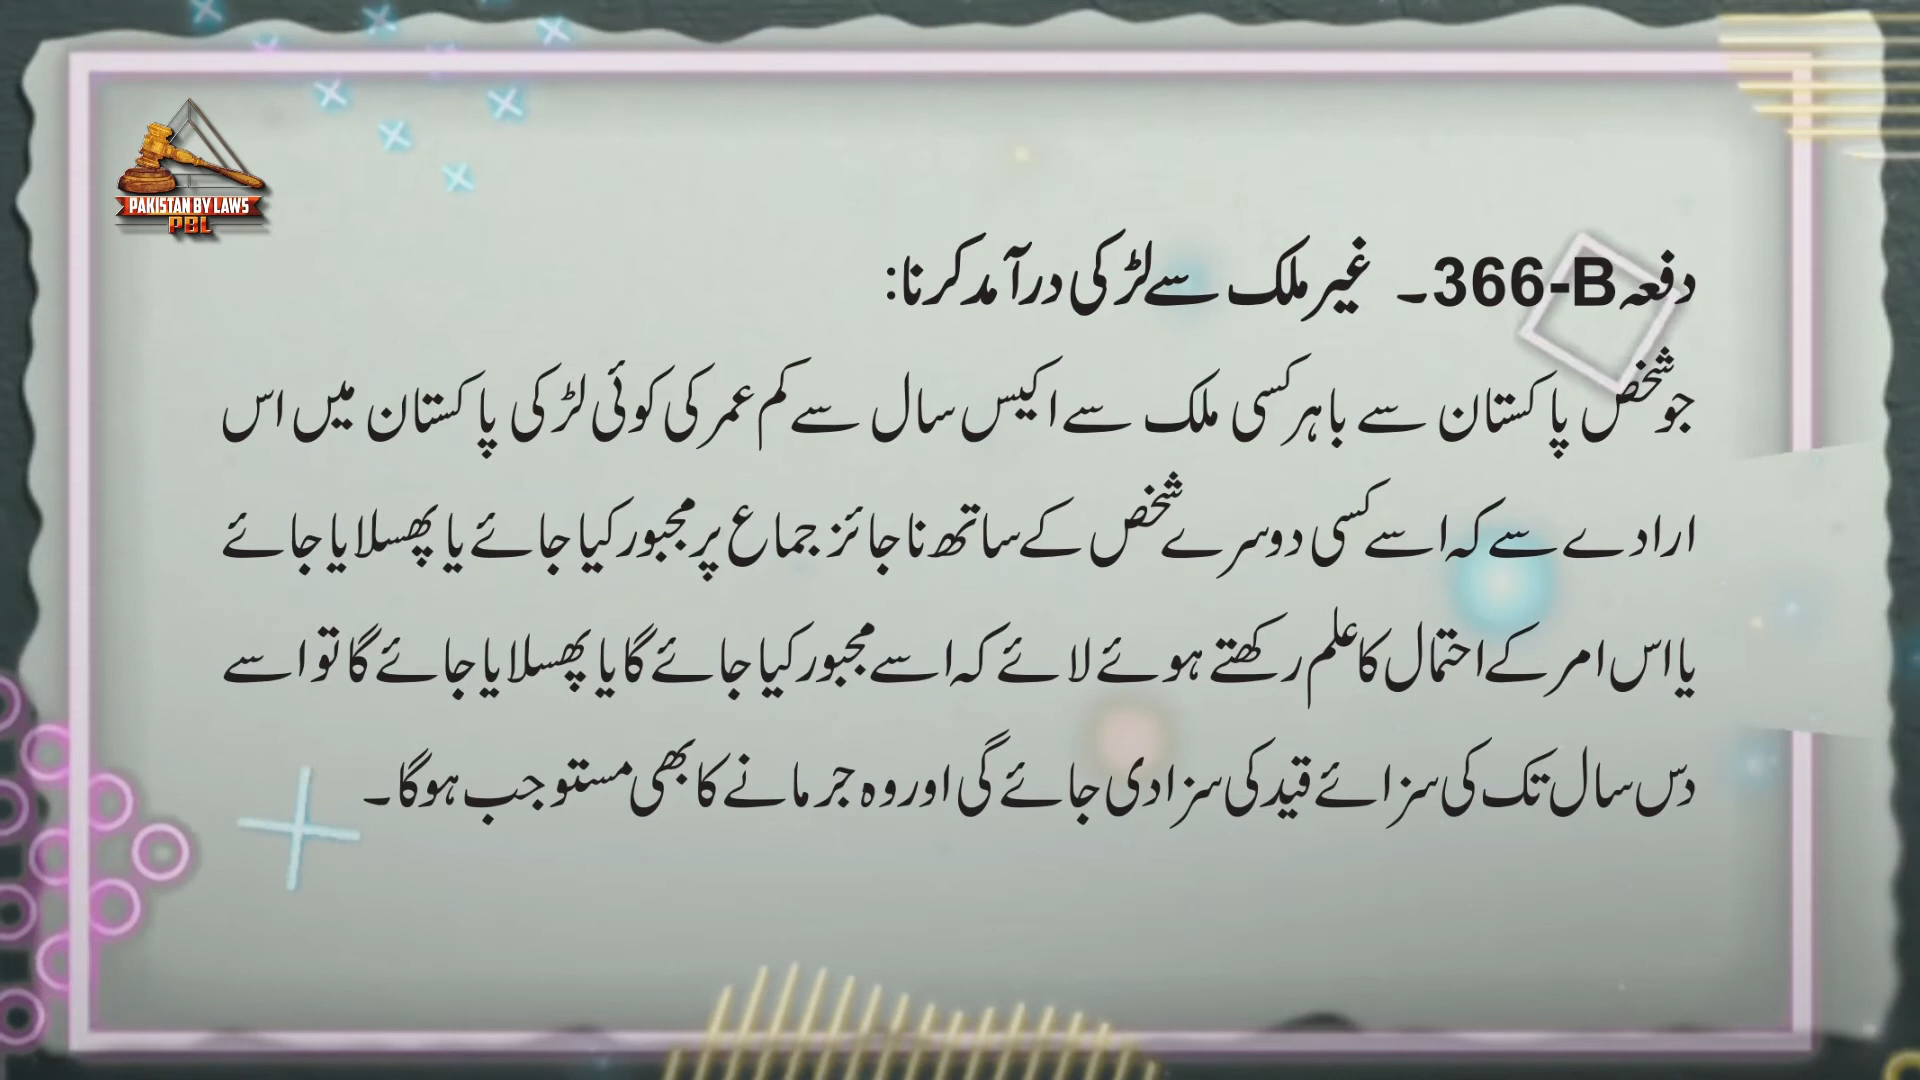 PAKISTAN BY LAWS
PBL
دفعہ 366-B۔ غیر ملک سے لڑکی درآمد کرنا:
جو شخص پاکستان سے باہر کسی ملک سے اکیس سال سے کم عمر کی کوئی لڑکی پاکستان میں اس
ارادے سے کہ اسے کسی دوسرے شخص کے ساتھ ناجائز جماع پر مجبور کیا جائے یا پھسلایا جائے
یا اس امر کے احتمال کا علم رکھتے ہوئے لائے کہ اسے مجبور کیا جائے گا یا پھسلایا جائے گا تو اسے
دس سال تک کی سزائے قید کی سزا دی جائے گی اور وہ جرمانے کا بھی مستوجب ہوگا۔